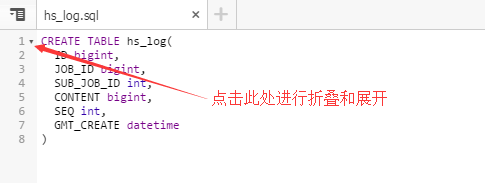 hs_log.sql
1 CREATE TABLE hs_log(
2 ID bigint,
3 JOB_ID bigint,
4 SUB_JOB_ID int,
5 CONTENT bigint,
6 SEQ int,
7 GMT_CREATE datetime
8 )
点击此处进行折叠和展开